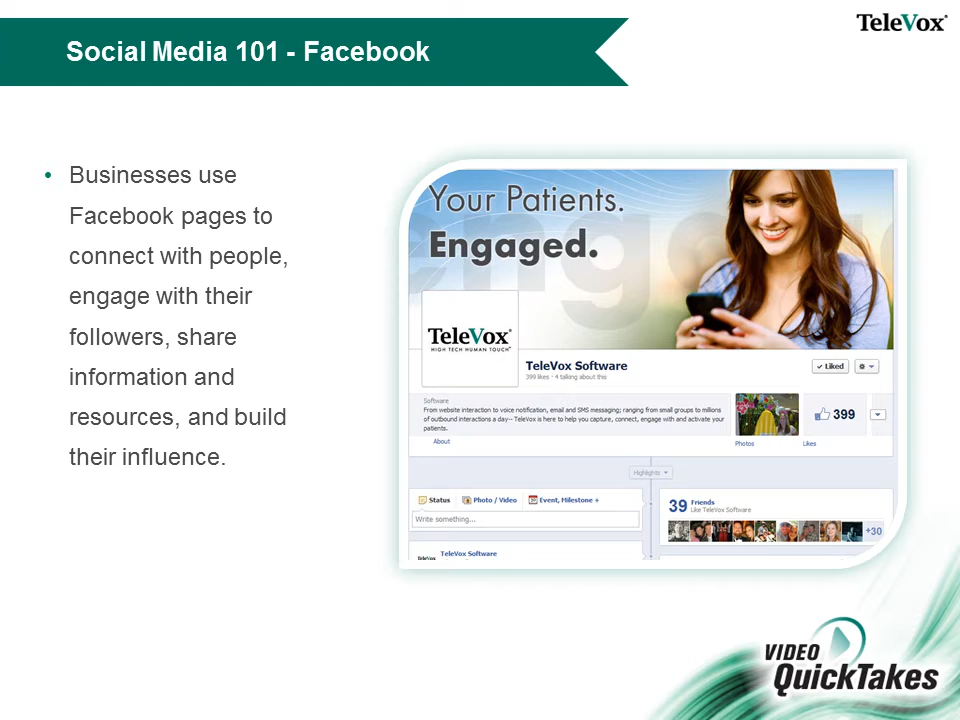 Social Media 101 - Facebook
TeleVox
• Businesses use
Facebook pages to
connect with people,
engage with their
followers, share
information and
resources, and build
their influence.
Your Patients.
Engaged.
engag
TeleVox
HIGH TECH HUMAN TOUCH™
TeleVox Software
399 likes · 4 talking about this
Liked
Software
From website interaction to voice notification, email and SMS messaging; ranging from small groups to millions
of outbound interactions a day-- TeleVox is here to help you capture, connect, engage with and activate your
patients.
About
Photos
399
Likes
Highlights
Status
Photo / Video
Event, Milestone +
Write something...
39 Friends
Like TeleVox Software
+30
TeleVox
TeleVox Software
VIDEO
QuickTakes